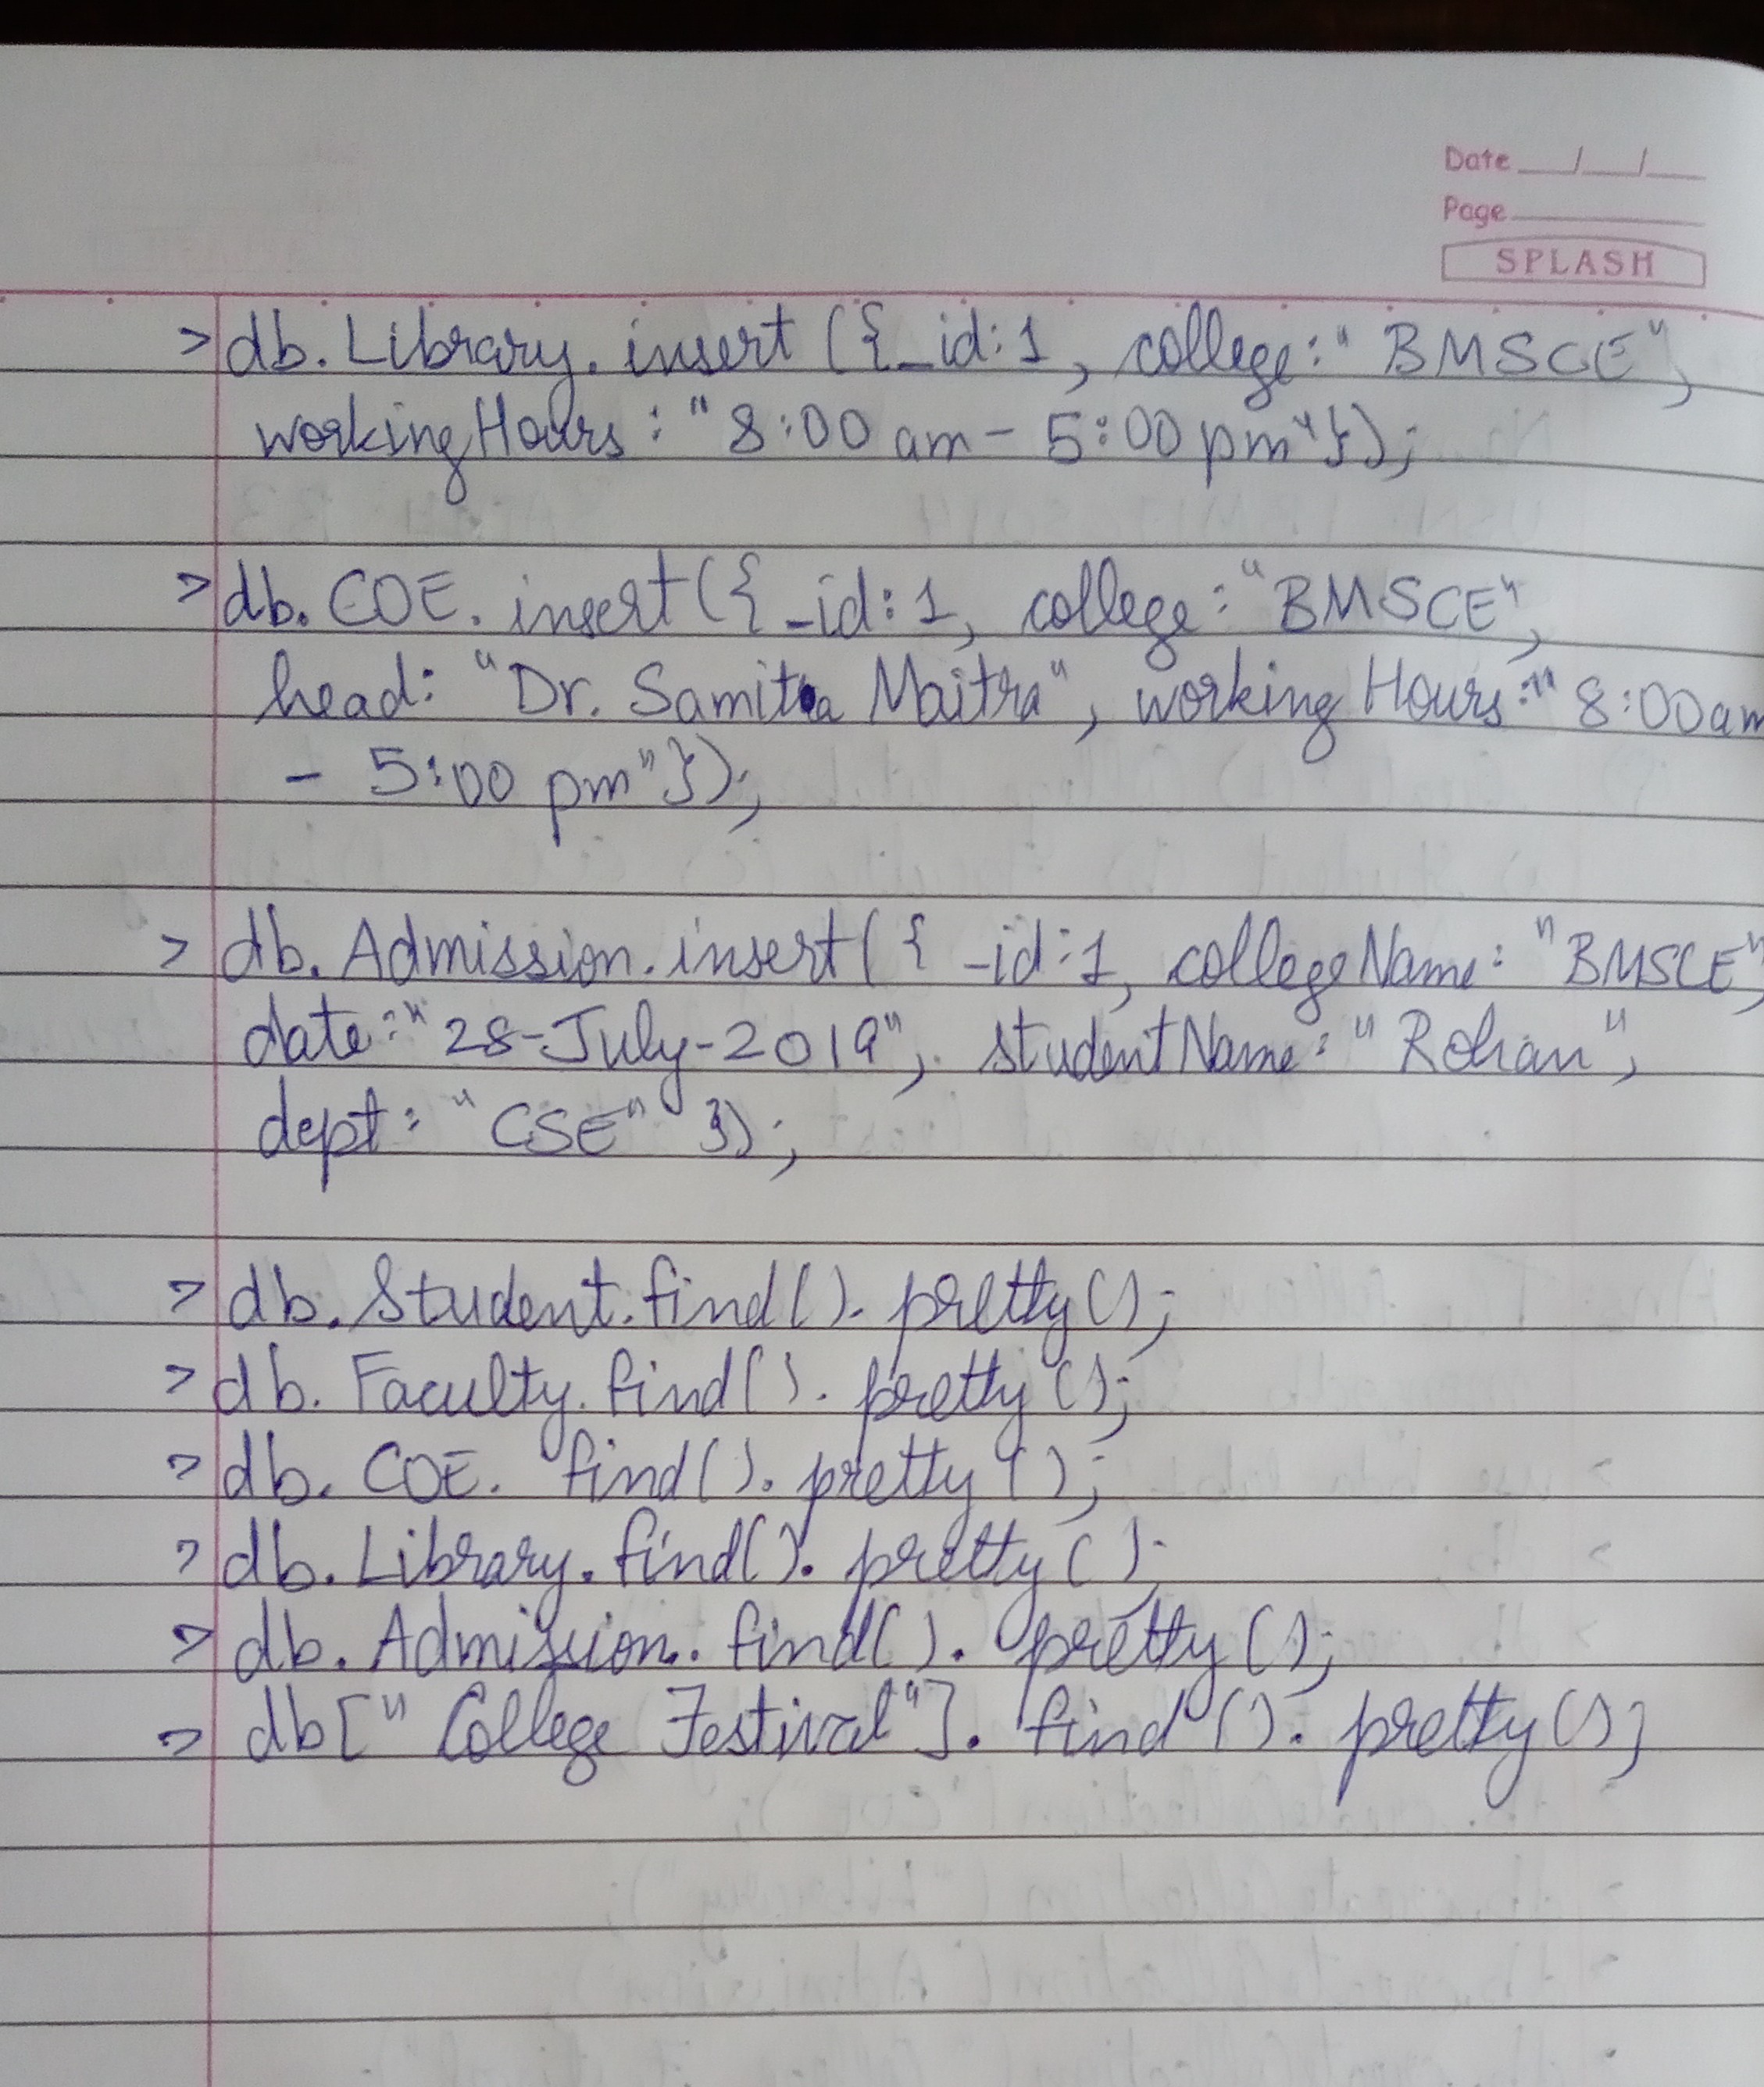 Date __/__/__
Page
SPLASH
> db.Library.insert ({_id:1, college:"BMSCE",
workingHours : "8:00 am - 5:00 pm"});
> db.COE.insert({_id:1, college:"BMSCE",
head: "Dr. Samita Maitra", workingHours:"8:00am
- 5:00 pm"});
> db.Admission.insert({ _id:1, collegeName: "BMSCE",
date:"28-July-2019", studentName: "Rohan",
dept: "CSE" });
> db.Student.find().pretty();
> db.Faculty.find().pretty();
> db.COE.find().pretty();
> db.Library.find().pretty();
> db.Admission.find().pretty();
> db["College Festival"].find().pretty();